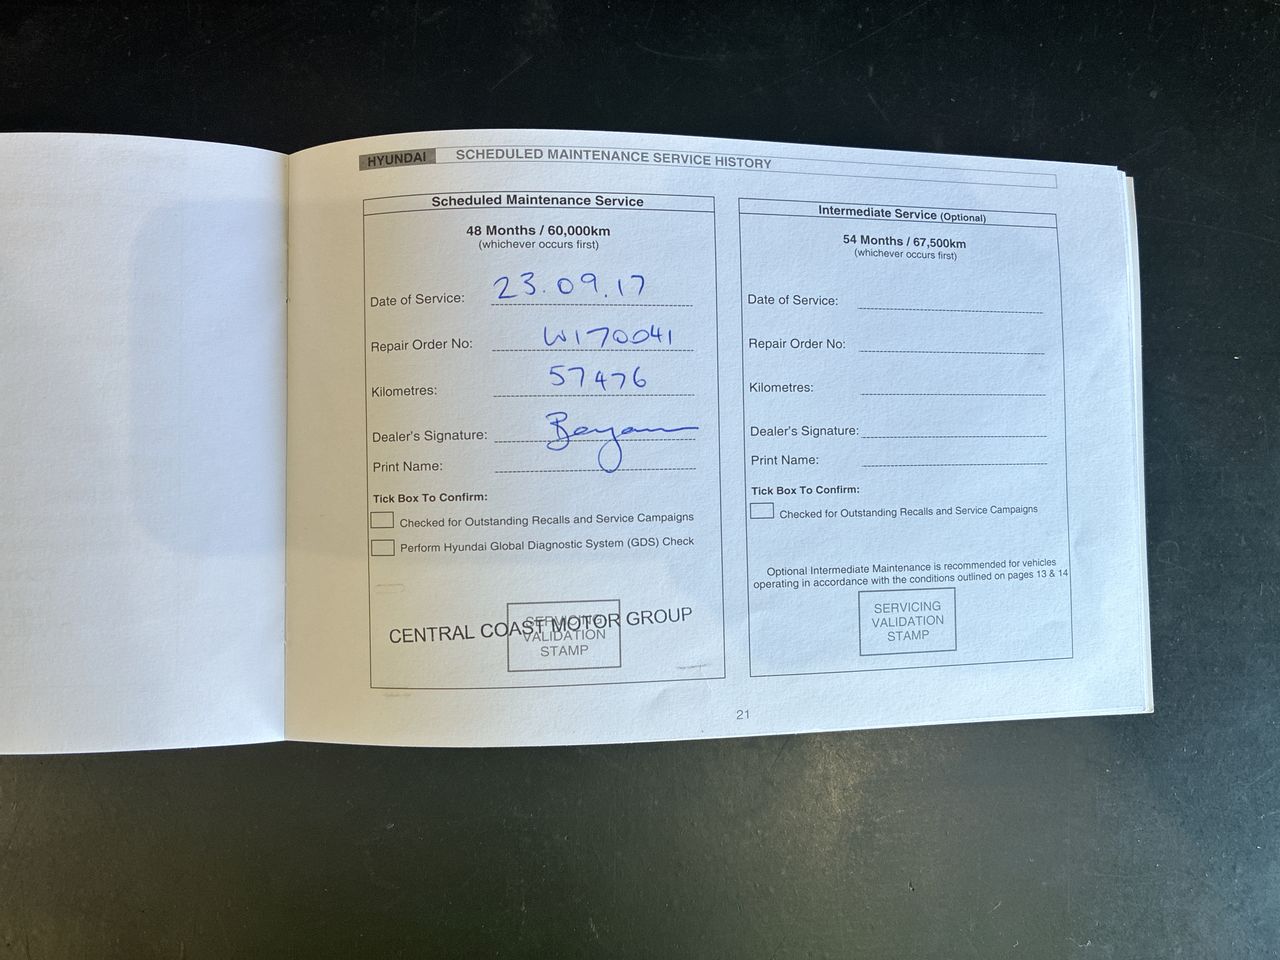 HYUNDAI SCHEDULED MAINTENANCE SERVICE HISTORY
Scheduled Maintenance Service
48 Months / 60,000km
(whichever occurs first)
Date of Service: 23.09.17
Repair Order No: W170041
Kilometres: 57476
Dealer's Signature:
Print Name:
Tick Box To Confirm:
Checked for Outstanding Recalls and Service Campaigns
Perform Hyundai Global Diagnostic System (GDS) Check
CENTRAL COAST MOTOR GROUP
SERVICING
VALIDATION
STAMP
Intermediate Service (Optional)
54 Months / 67,500km
(whichever occurs first)
Date of Service:
Repair Order No:
Kilometres:
Dealer's Signature:
Print Name:
Tick Box To Confirm:
Checked for Outstanding Recalls and Service Campaigns
Optional Intermediate Maintenance is recommended for vehicles
operating in accordance with the conditions outlined on pages 13 & 14
SERVICING
VALIDATION
STAMP
21